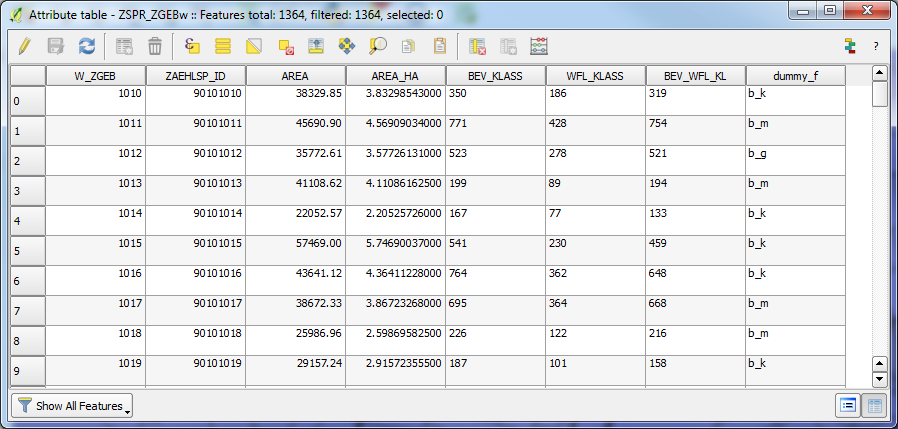 Attribute table - ZSPR_ZGEBw :: Features total: 1364, filtered: 1364, selected: 0
?
W_ZGEB ZAEHLSP_ID AREA AREA_HA BEV_KLASS WFL_KLASS BEV_WFL_KL dummy_f
0 1010 90101010 38329.85 3.83298543000 350 186 319 b_k
1 1011 90101011 45690.90 4.56909034000 771 428 754 b_m
2 1012 90101012 35772.61 3.57726131000 523 278 521 b_g
3 1013 90101013 41108.62 4.11086162500 199 89 194 b_m
4 1014 90101014 22052.57 2.20525726000 167 77 133 b_k
5 1015 90101015 57469.00 5.74690037000 541 230 459 b_k
6 1016 90101016 43641.12 4.36411228000 764 362 648 b_k
7 1017 90101017 38672.33 3.86723268000 695 364 668 b_m
8 1018 90101018 25986.96 2.59869582500 226 122 216 b_m
9 1019 90101019 29157.24 2.91572355500 187 101 158 b_k
Show All Features